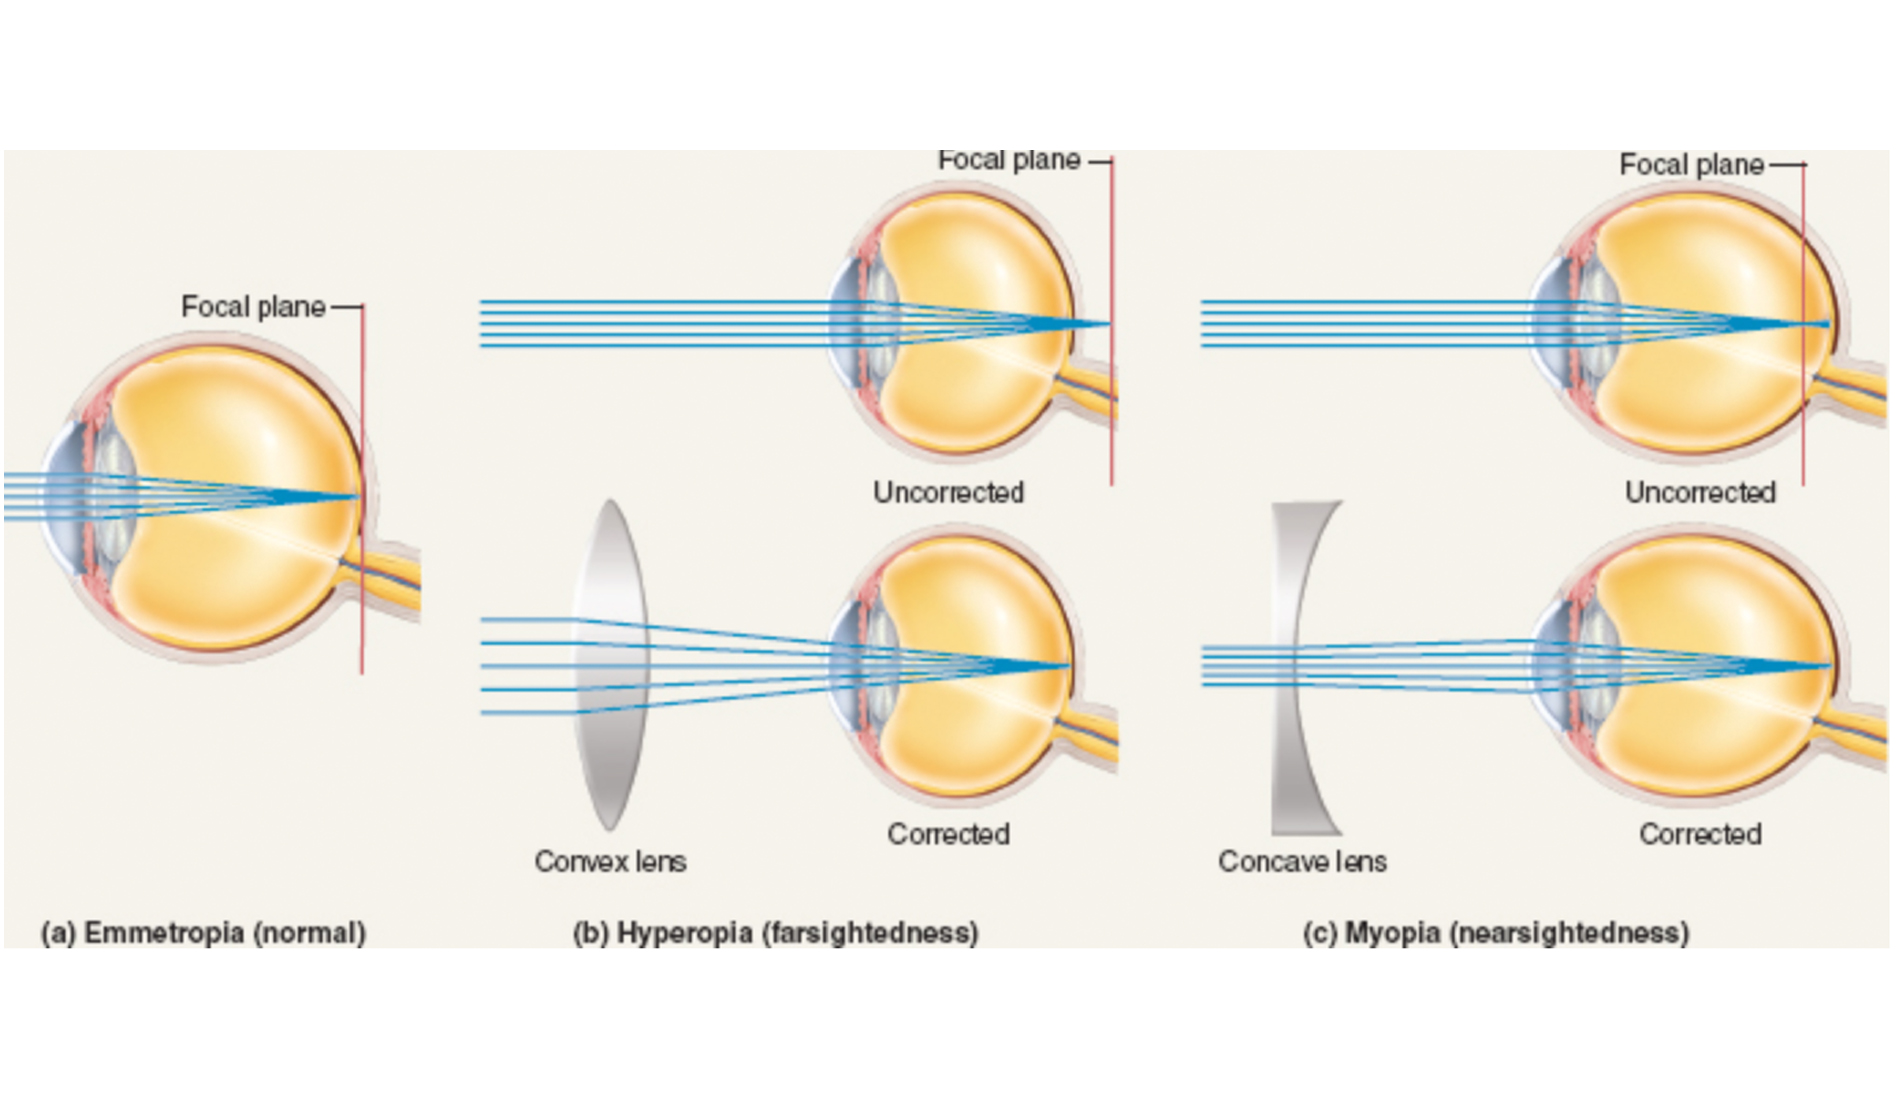 Focal plane
Focal plane
Focal plane
Uncorrected
Uncorrected
Corrected
Corrected
Convex lens
Concave lens
(a) Emmetropia (normal)
(b) Hyperopia (farsightedness)
(c) Myopia (nearsightedness)